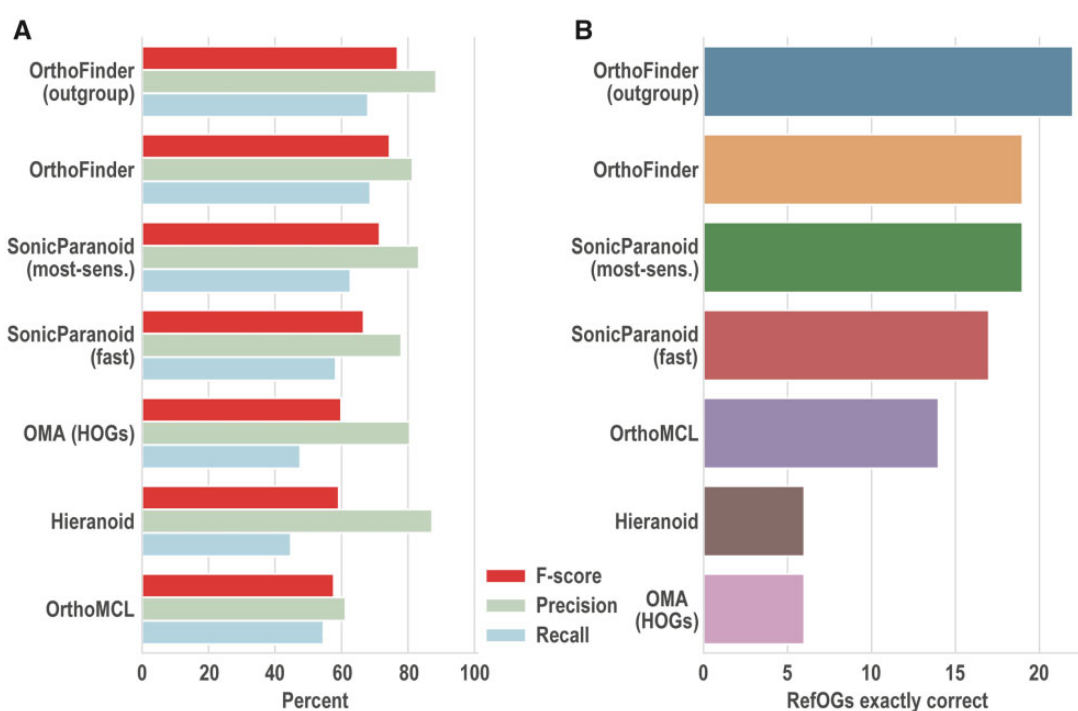 A
OrthoFinder
(outgroup)
OrthoFinder
SonicParanoid
(most-sens.)
SonicParanoid
(fast)
OMA (HOGs)
Hieranoid
OrthoMCL
0 20 40 60 80 100
Percent
F-score
Precision
Recall
B
OrthoFinder
(outgroup)
OrthoFinder
SonicParanoid
(most-sens.)
SonicParanoid
(fast)
OrthoMCL
Hieranoid
OMA
(HOGs)
0 5 10 15 20
RefOGs exactly correct